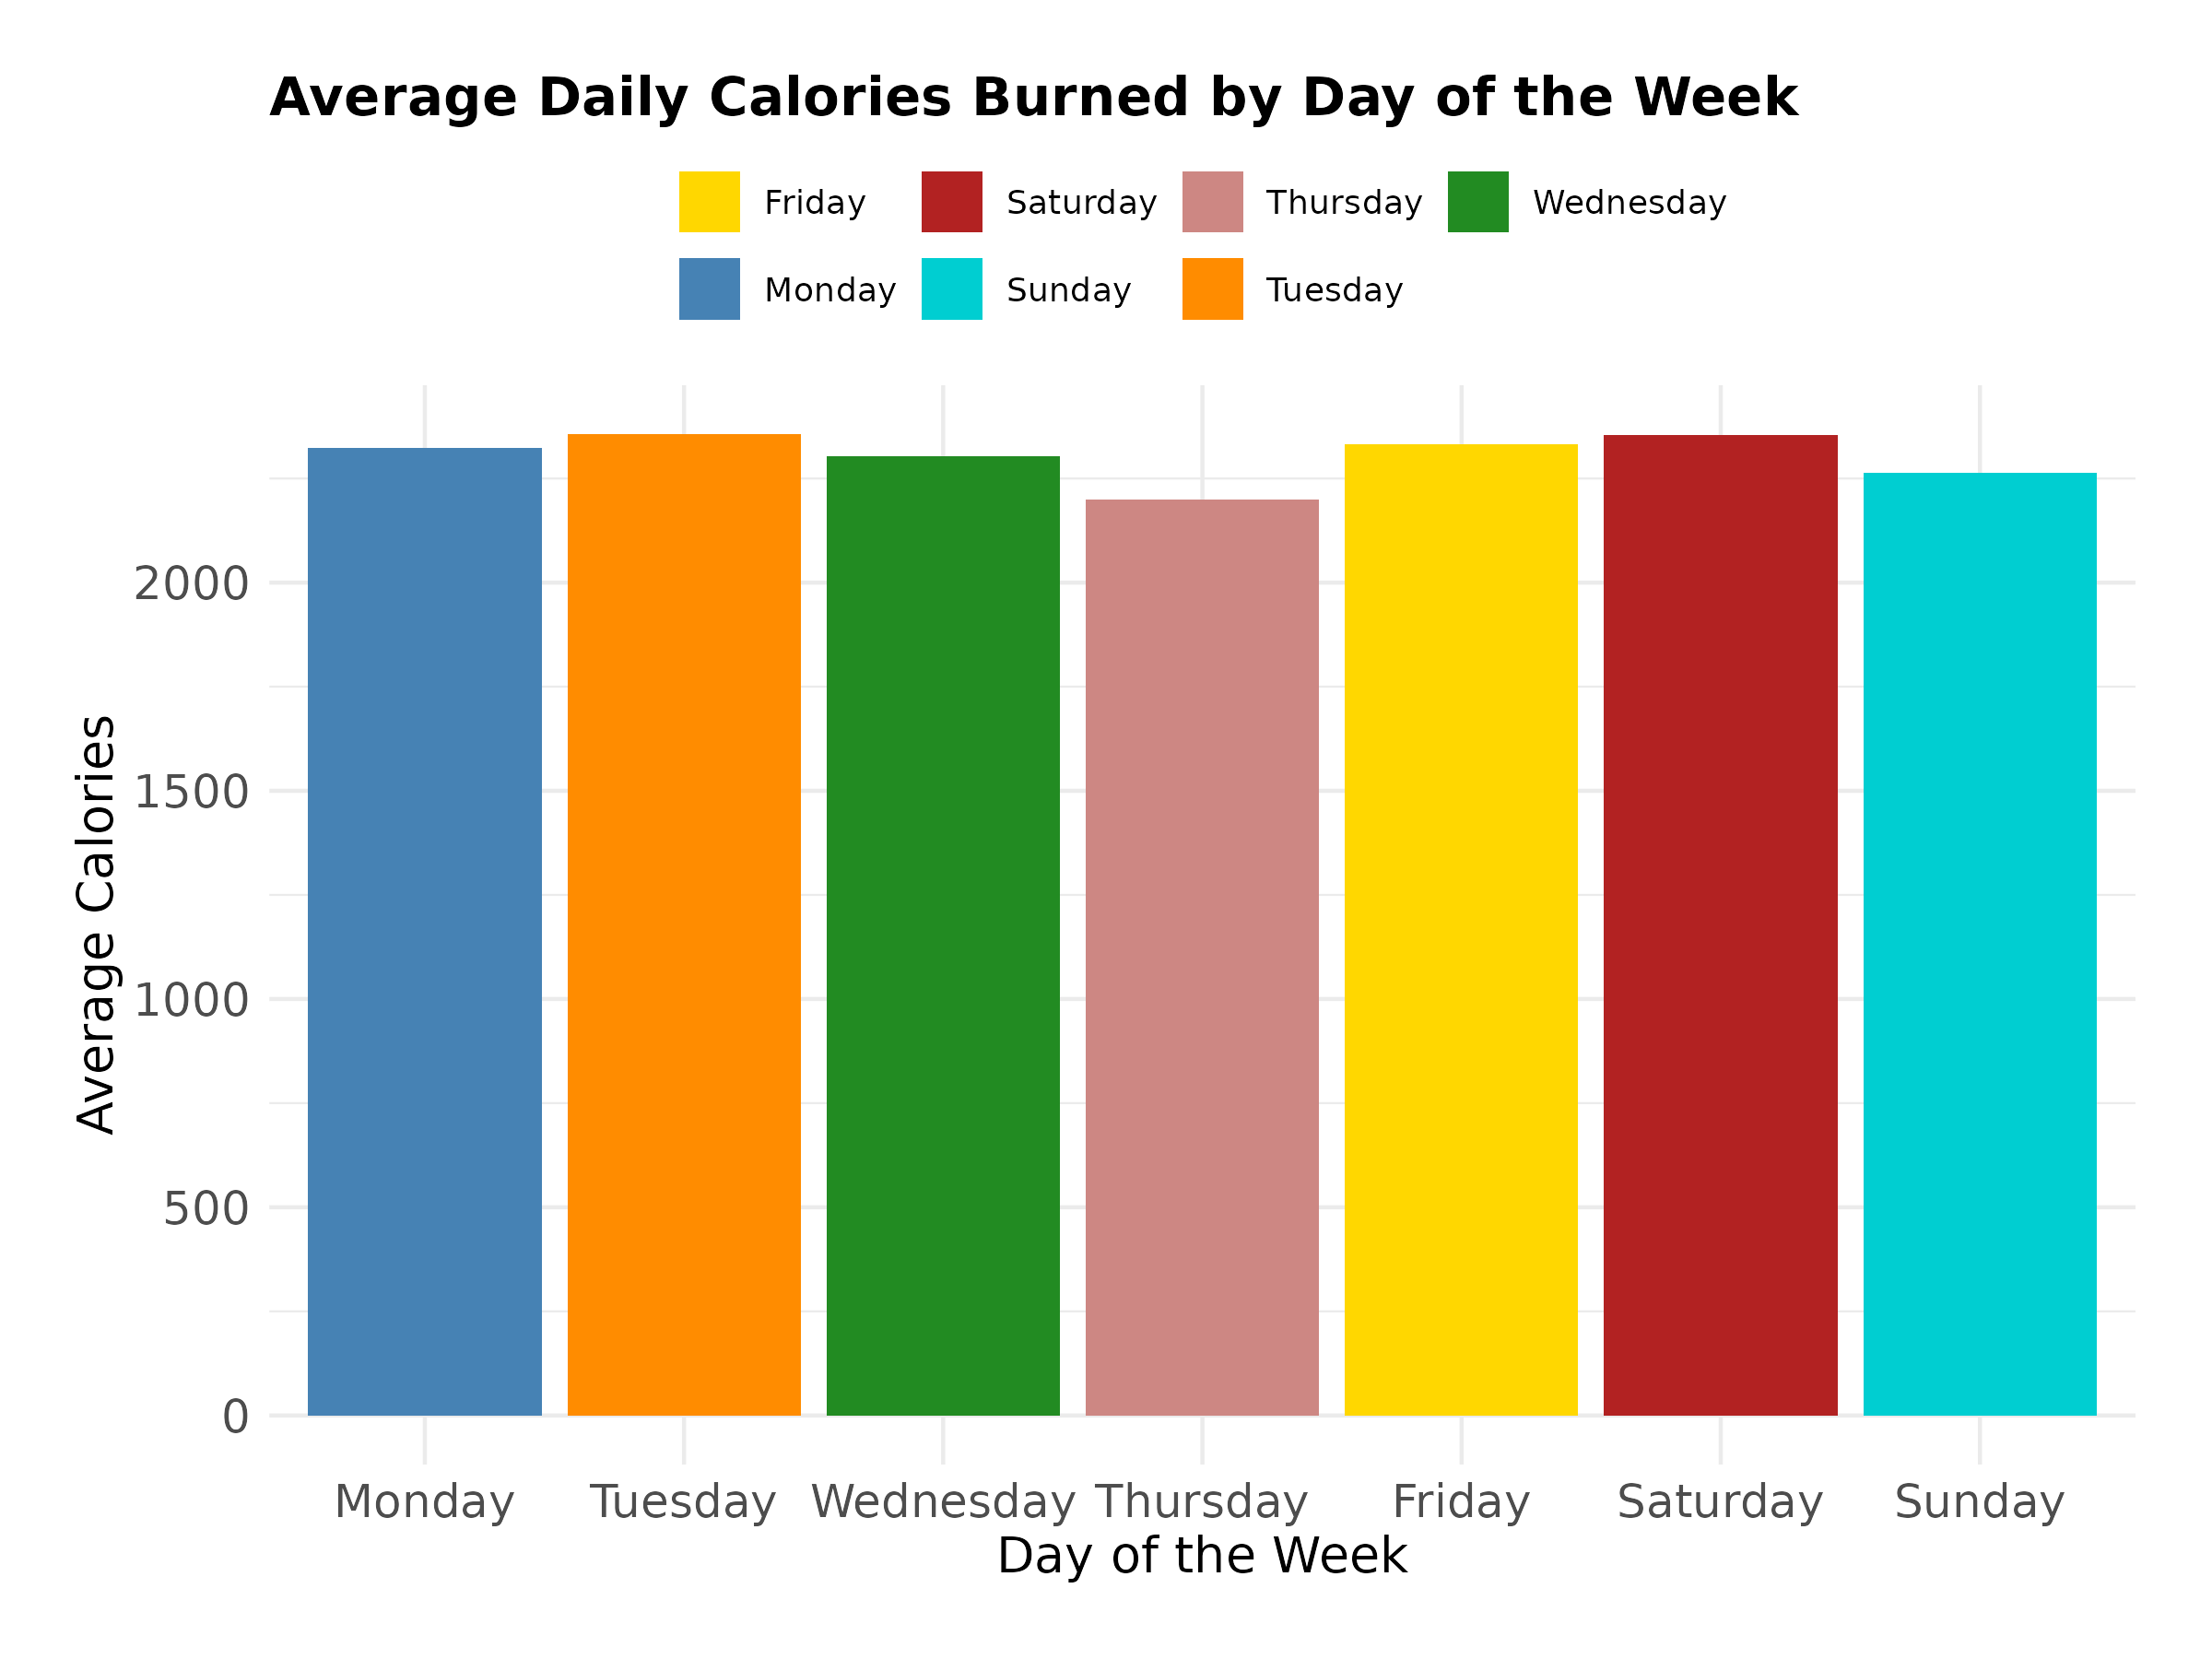 Average Daily Calories Burned by Day of the Week
Friday Saturday Thursday Wednesday
Monday Sunday Tuesday
Average Calories
2000
1500
1000
500
0
Monday Tuesday Wednesday Thursday Friday Saturday Sunday
Day of the Week